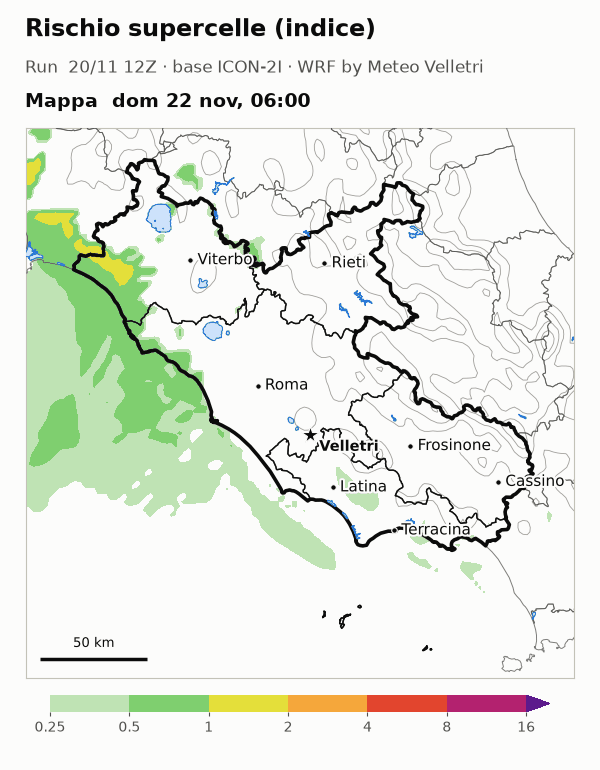 Rischio supercelle (indice)
Run  20/11 12Z · base ICON-2I · WRF by Meteo Velletri
Mappa  dom 22 nov, 06:00
Viterbo
Rieti
Roma
Velletri
Frosinone
Cassino
Latina
Terracina
50 km
0.25 0.5 1 2 4 8 16